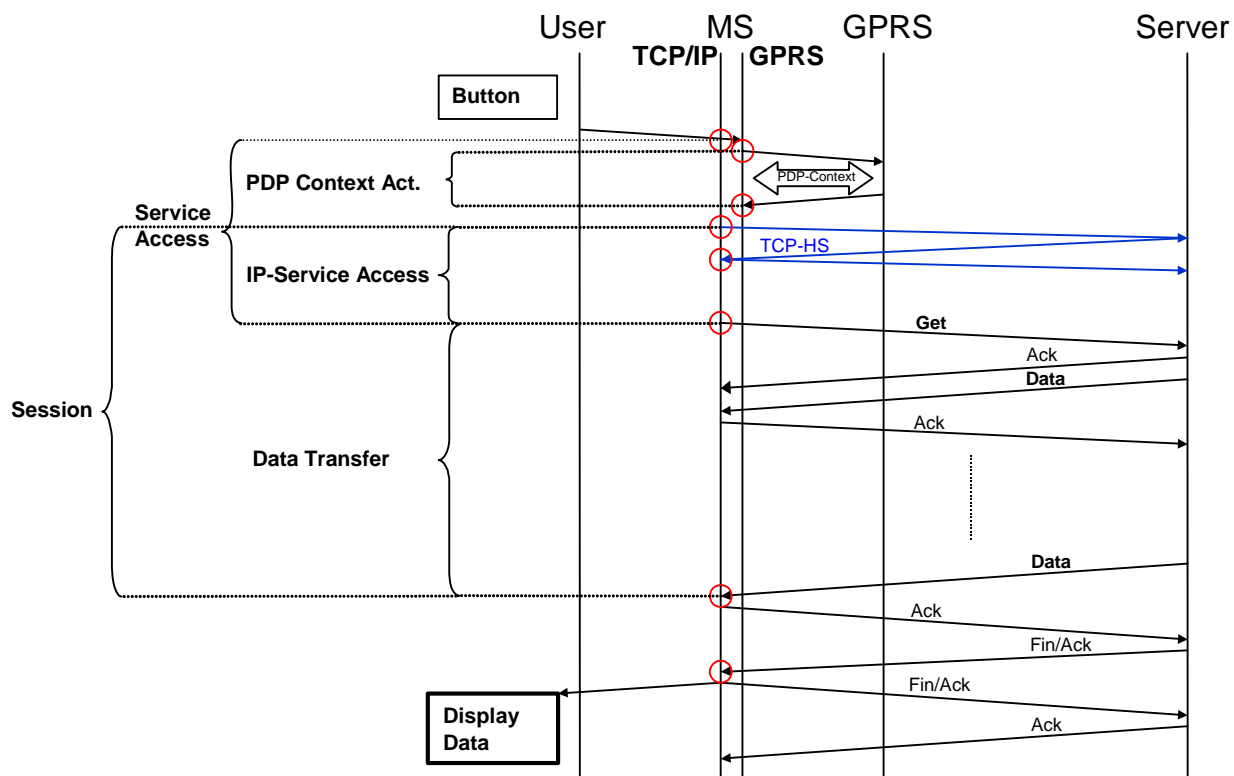 User MS GPRS Server
TCP/IP GPRS
Button
PDP Context Act.
PDP-Context
Service
Access
TCP-HS
IP-Service Access
Get
Ack
Data
Session
Ack
Data Transfer
Data
Ack
Fin/Ack
Fin/Ack
Display
Data
Ack